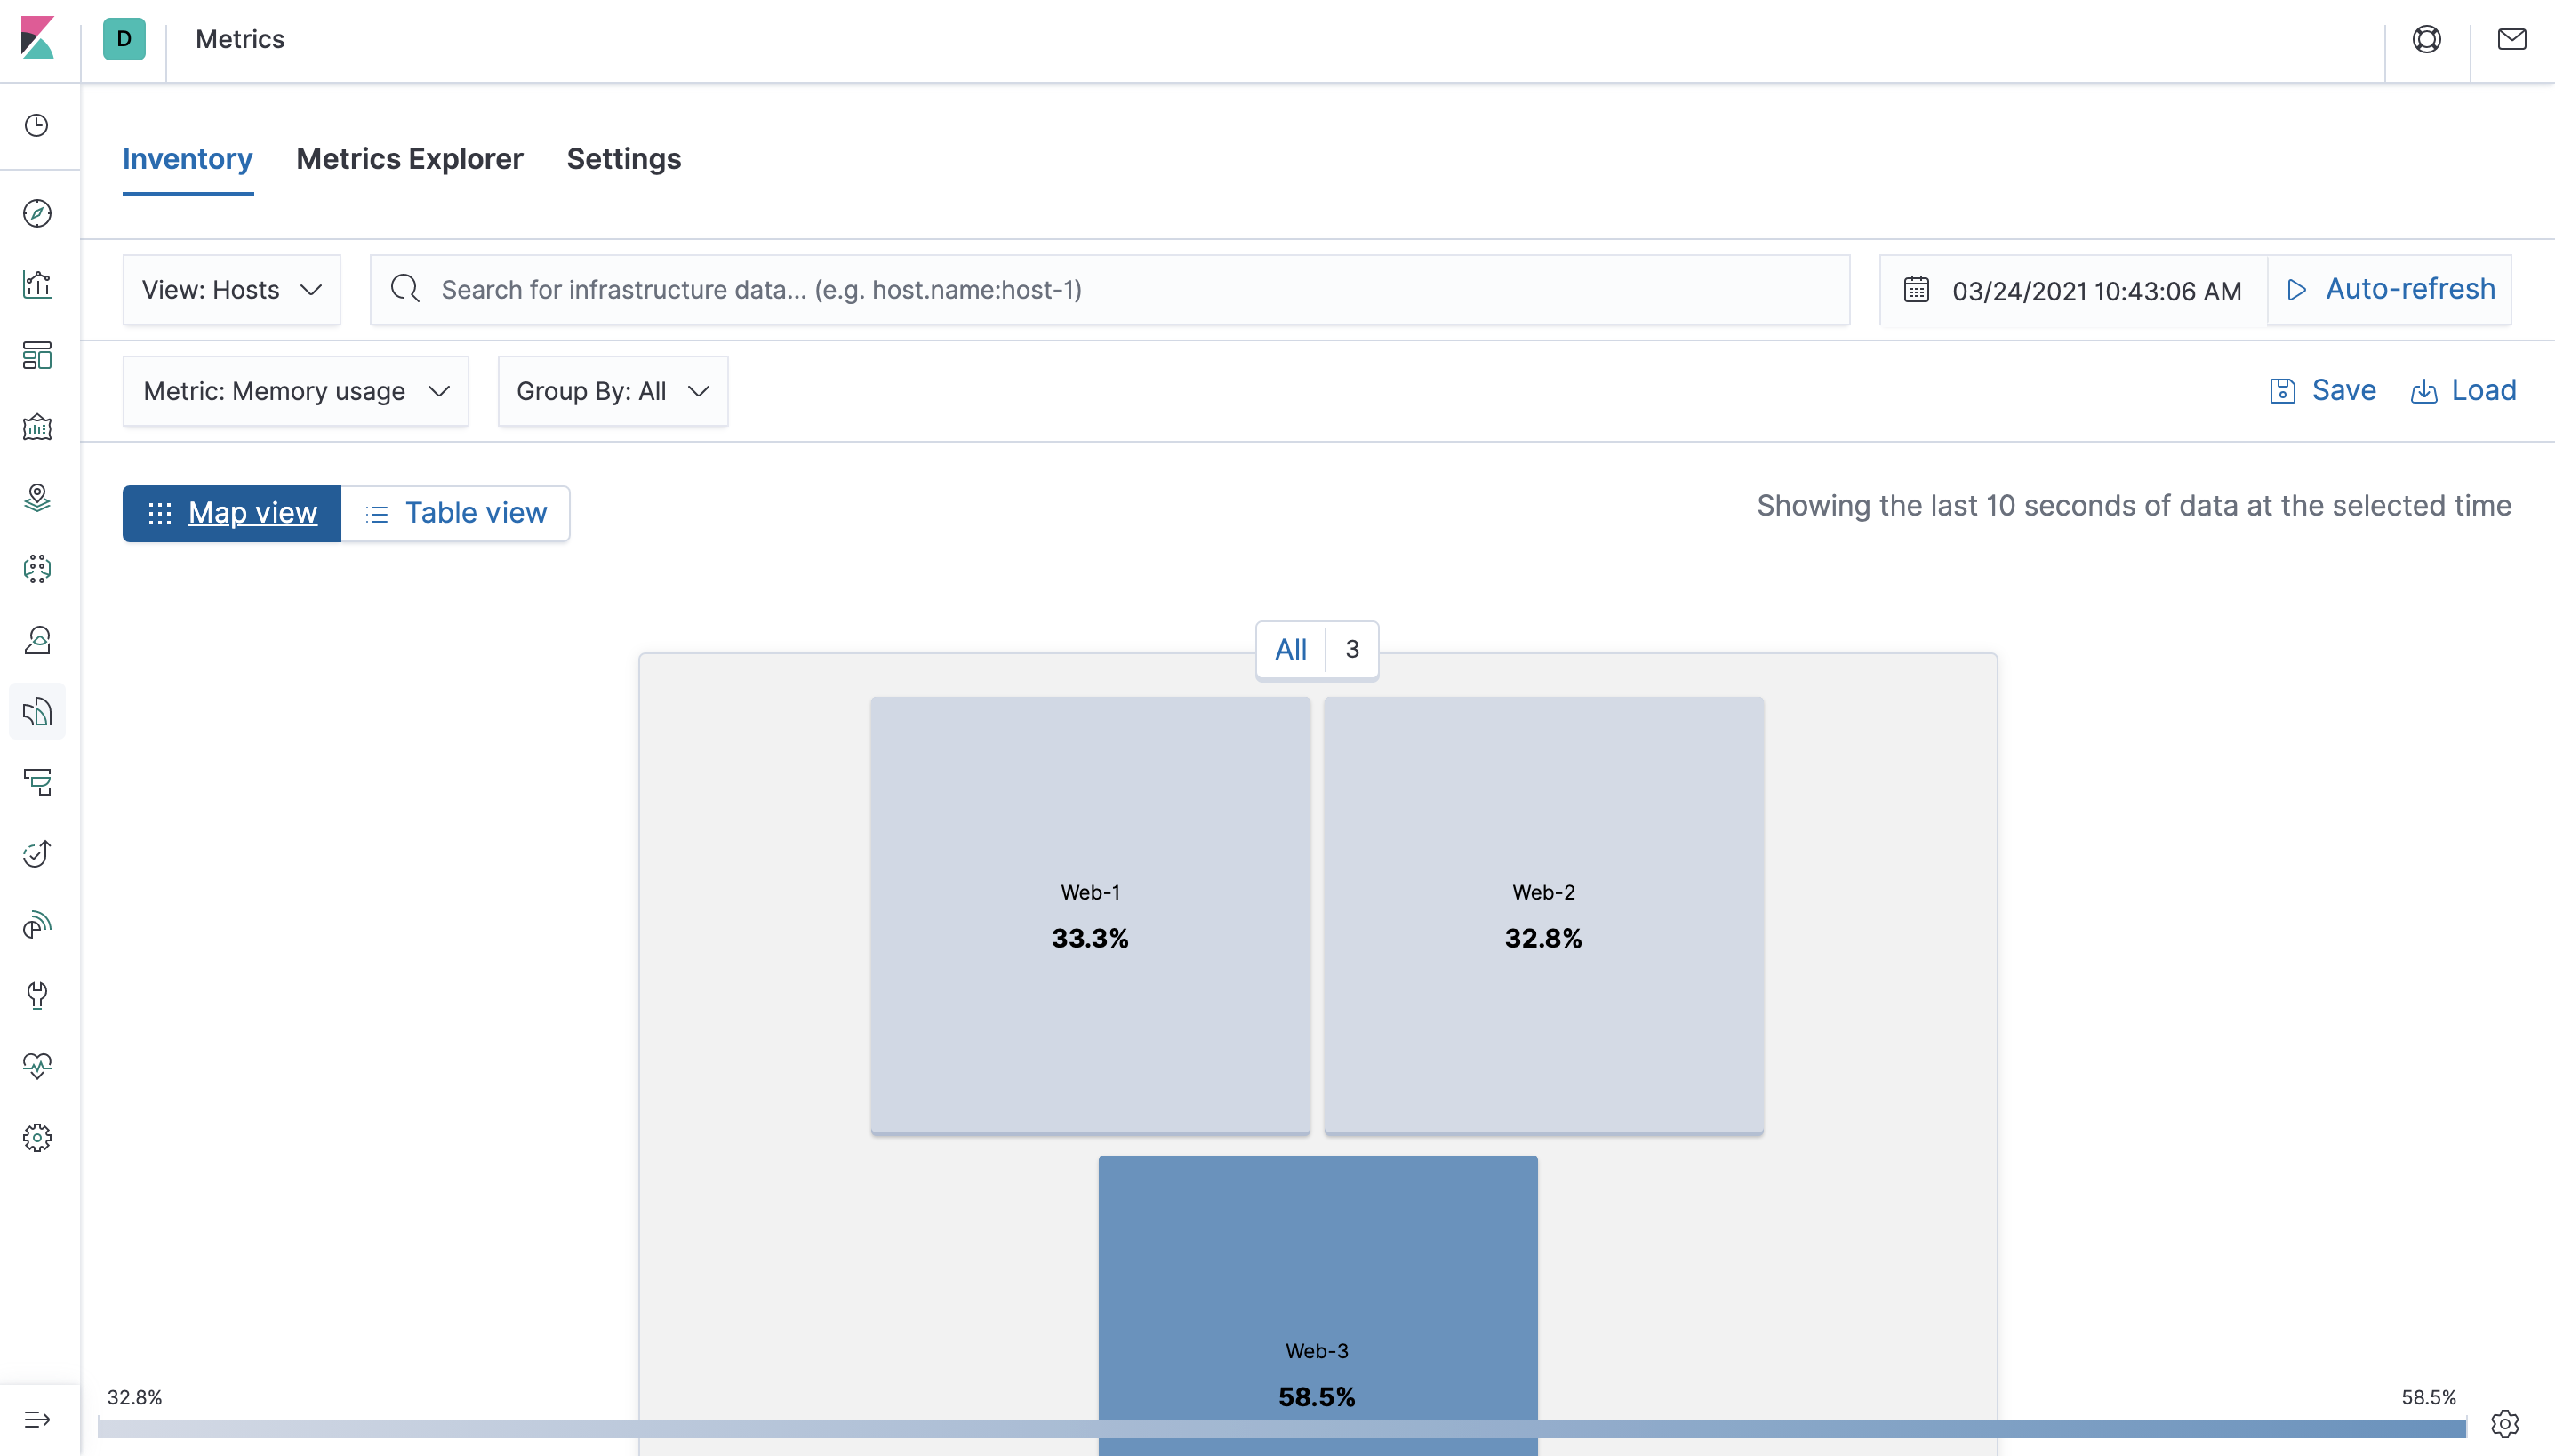 D
Metrics
Inventory
Metrics Explorer
Settings
View: Hosts
Search for infrastructure data... (e.g. host.name:host-1)
03/24/2021 10:43:06 AM
Auto-refresh
Metric: Memory usage
Group By: All
Save
Load
Map view
Table view
Showing the last 10 seconds of data at the selected time
All
3
Web-1
33.3%
Web-2
32.8%
Web-3
58.5%
32.8%
58.5%